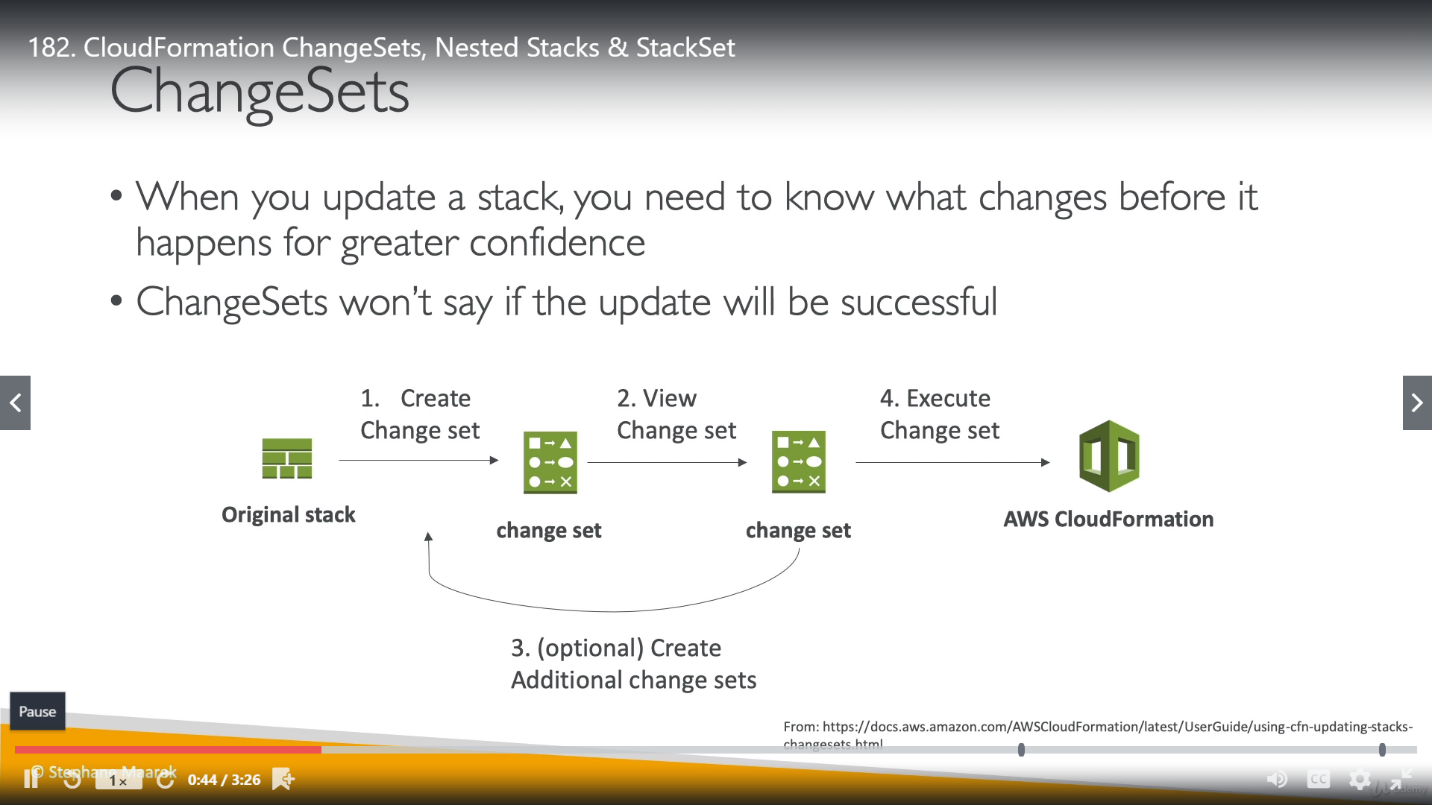 182. CloudFormation ChangeSets, Nested Stacks & StackSet
ChangeSets
• When you update a stack, you need to know what changes before it
happens for greater confidence
• ChangeSets won't say if the update will be successful
1. Create
Change set
2. View
Change set
4. Execute
Change set
Original stack
change set
change set
AWS CloudFormation
3. (optional) Create
Additional change sets
Pause
From: https://docs.aws.amazon.com/AWSCloudFormation/latest/UserGuide/using-cfn-updating-stacks-
changesets.html
© Stephane Maarek
1x
0:44 / 3:26
CC
Udemy